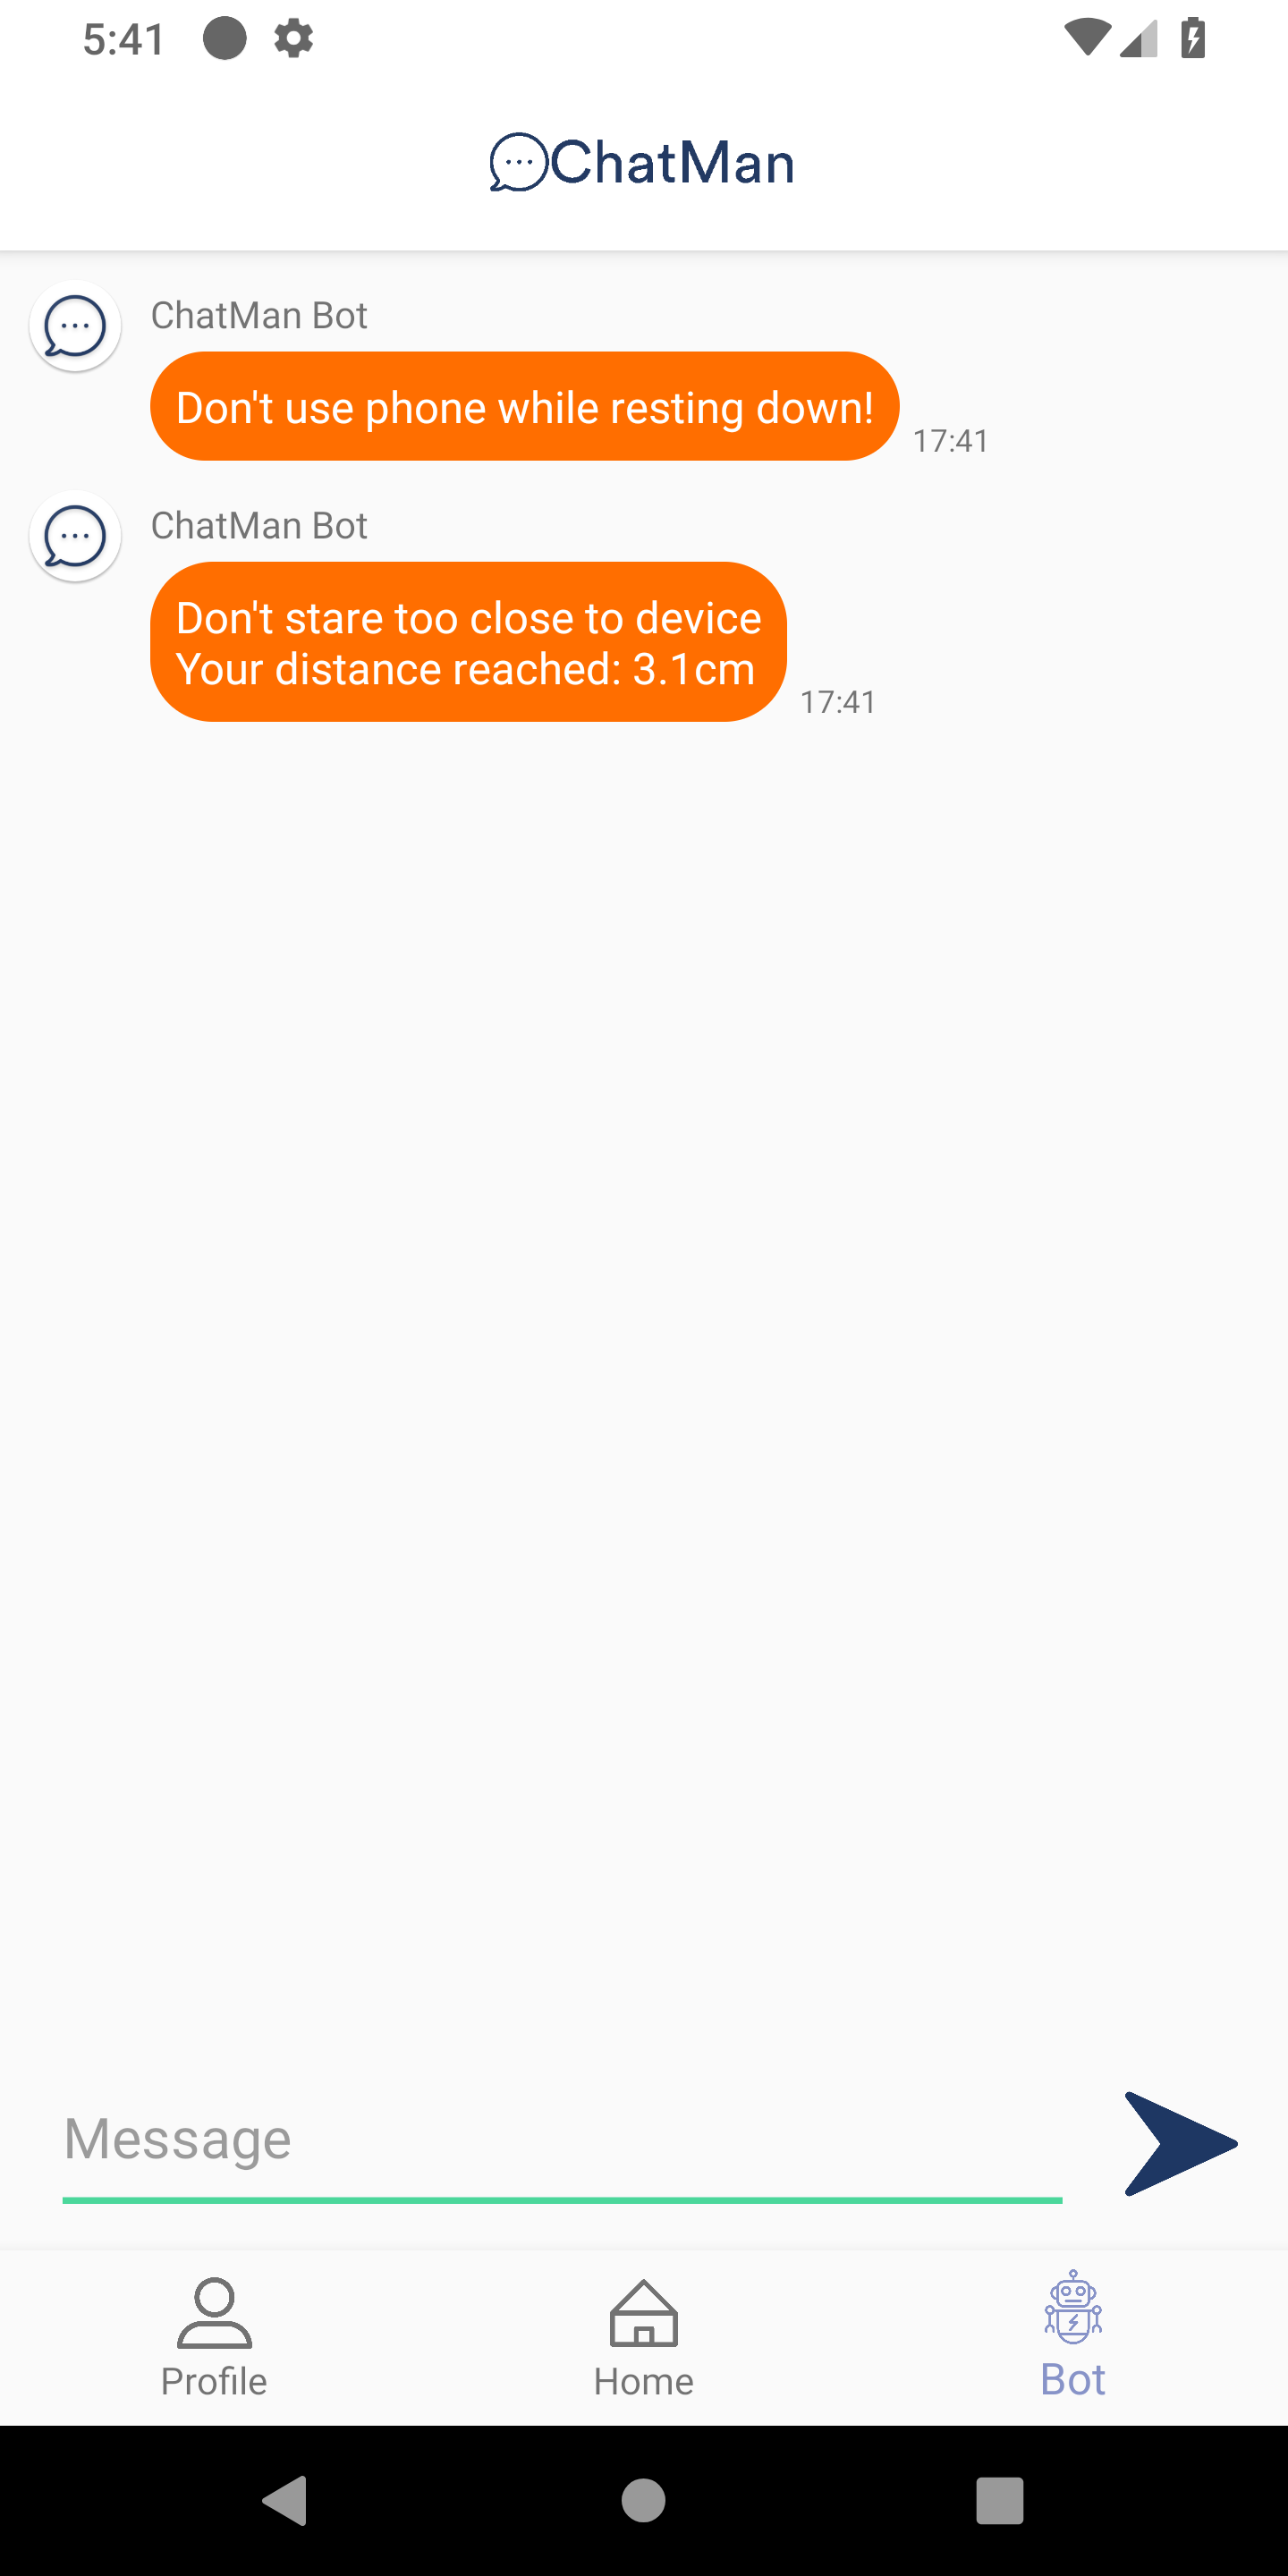 5:41
ChatMan
ChatMan Bot
Don't use phone while resting down!
17:41
ChatMan Bot
Don't stare too close to device
Your distance reached: 3.1cm
17:41
Message
Profile
Home
Bot